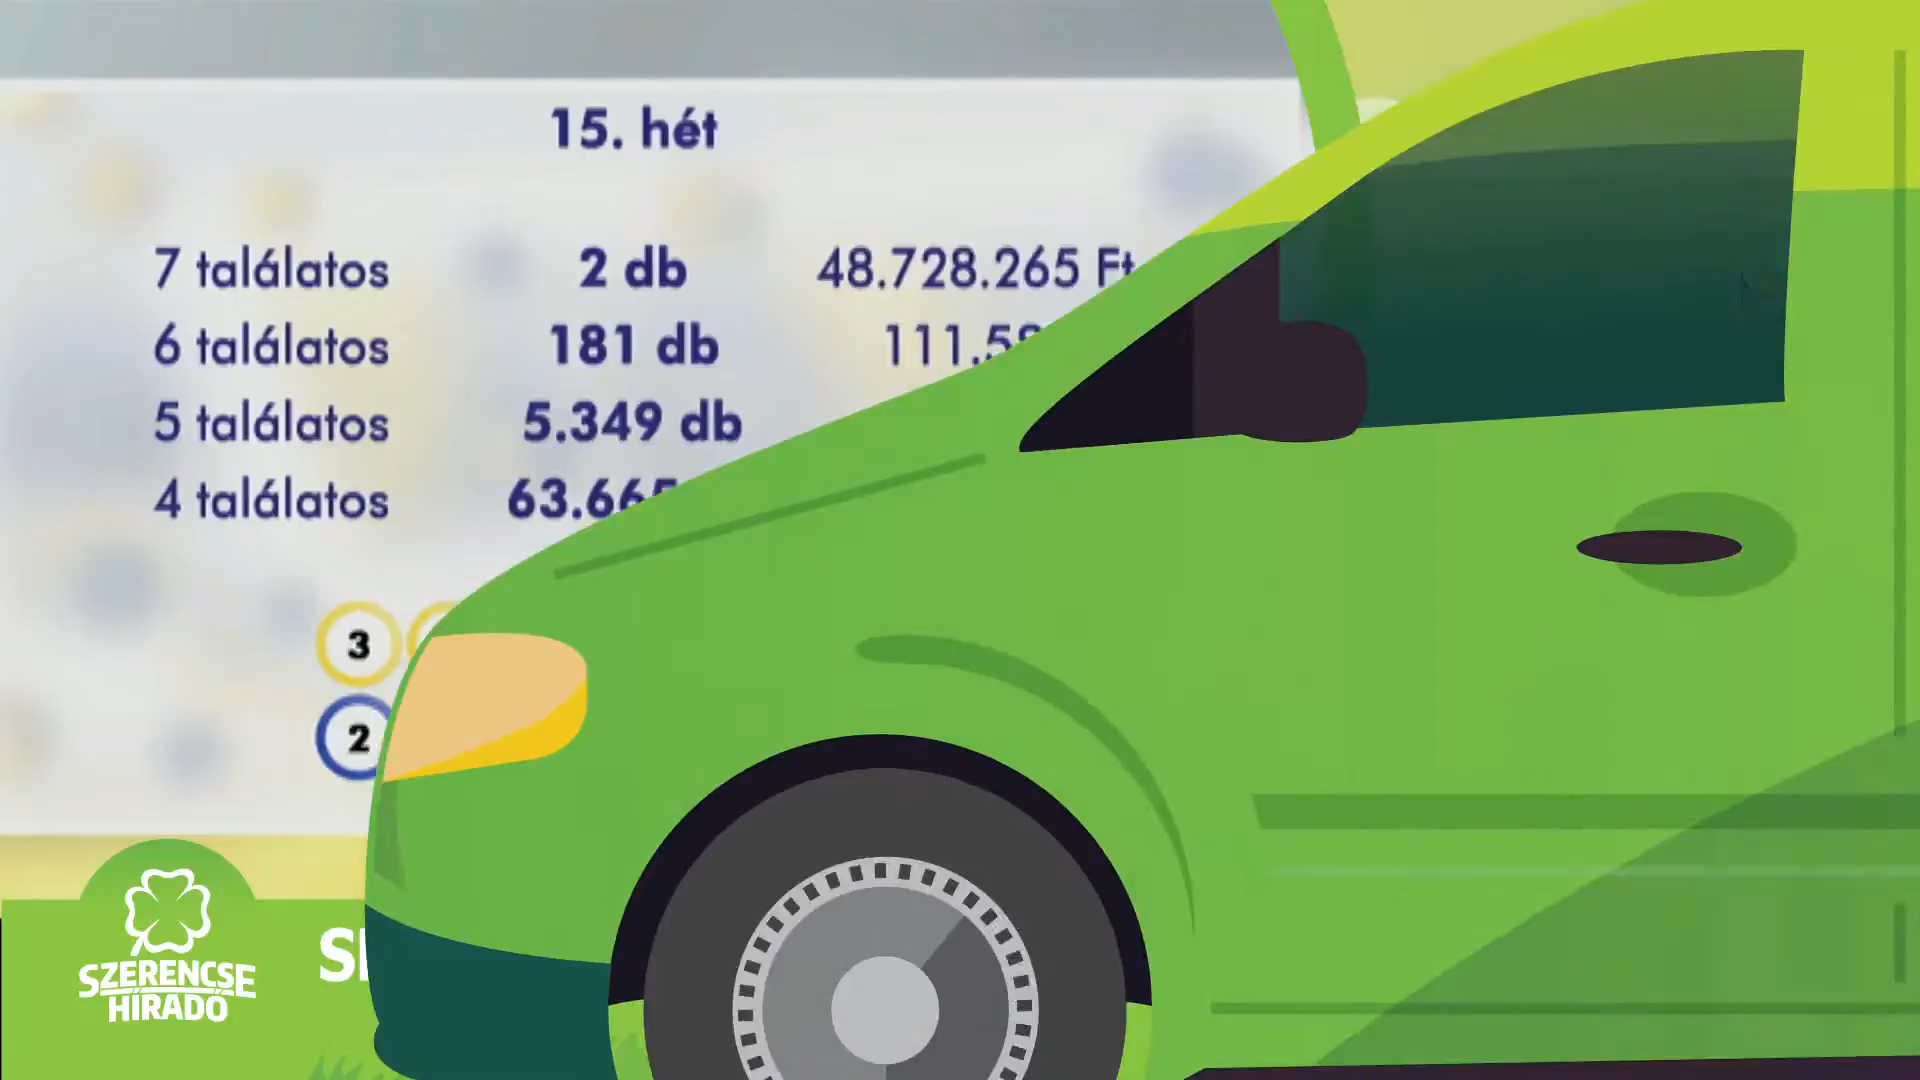 15. hét
7 találatos 2 db 48.728.265 Ft
6 találatos 181 db
5 találatos 5.349 db
4 találatos
3
2
SZERENCSE
HÍRADÓ